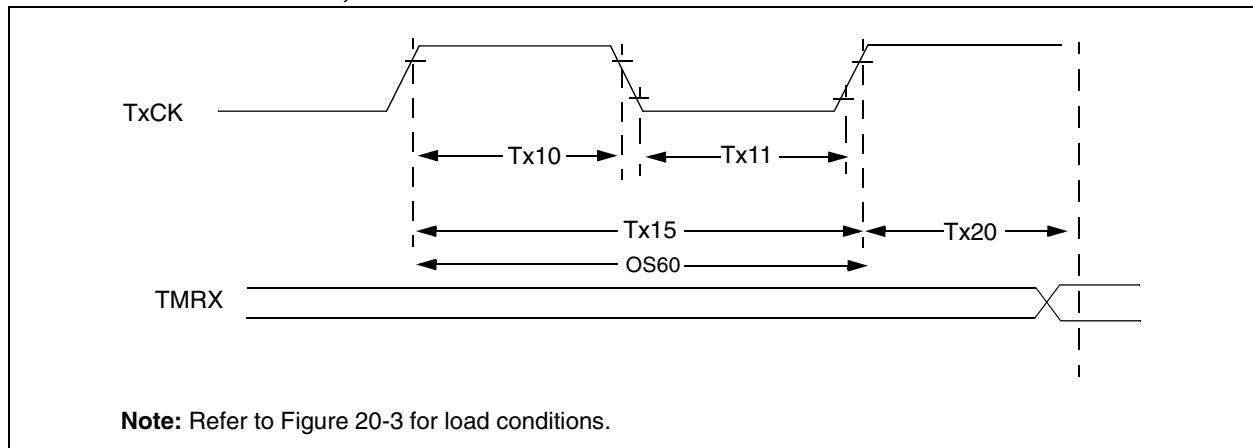 TxCK
Tx10
Tx11
Tx15
Tx20
OS60
TMRX
Note: Refer to Figure 20-3 for load conditions.